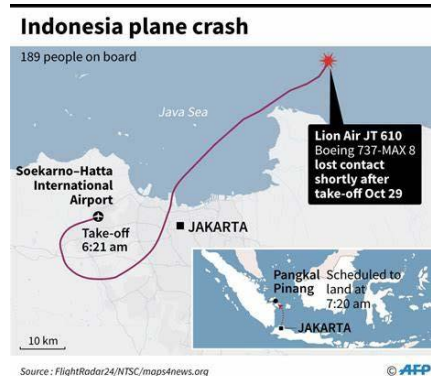 Indonesia plane crash
189 people on board
Java Sea
Lion Air JT 610
Boeing 737-MAX 8
lost contact
shortly after
take-off Oct 29
Soekarno–Hatta
International
Airport
Take-off
6:21 am
JAKARTA
Pangkal
Pinang
Scheduled to
land at
7:20 am
JAKARTA
10 km
Source : FlightRadar24/NTSC/maps4news.org
© AFP